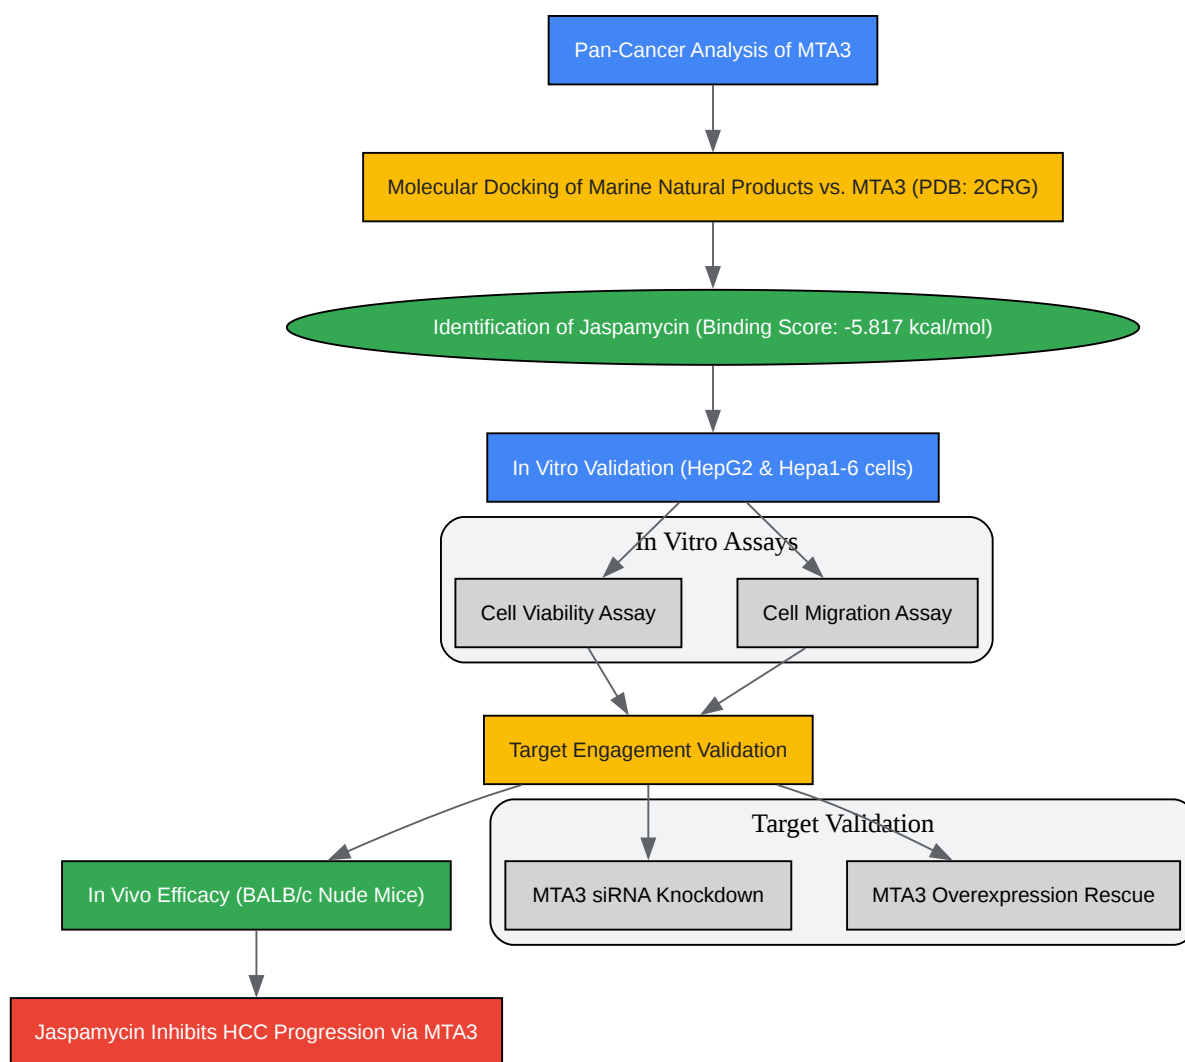 Pan-Cancer Analysis of MTA3
Molecular Docking of Marine Natural Products vs. MTA3 (PDB: 2CRG)
Identification of Jaspamycin (Binding Score: -5.817 kcal/mol)
In Vitro Validation (HepG2 & Hepa1-6 cells)
In Vitro Assays
Cell Viability Assay
Cell Migration Assay
Target Engagement Validation
Target Validation
In Vivo Efficacy (BALB/c Nude Mice)
MTA3 siRNA Knockdown
MTA3 Overexpression Rescue
Jaspamycin Inhibits HCC Progression via MTA3